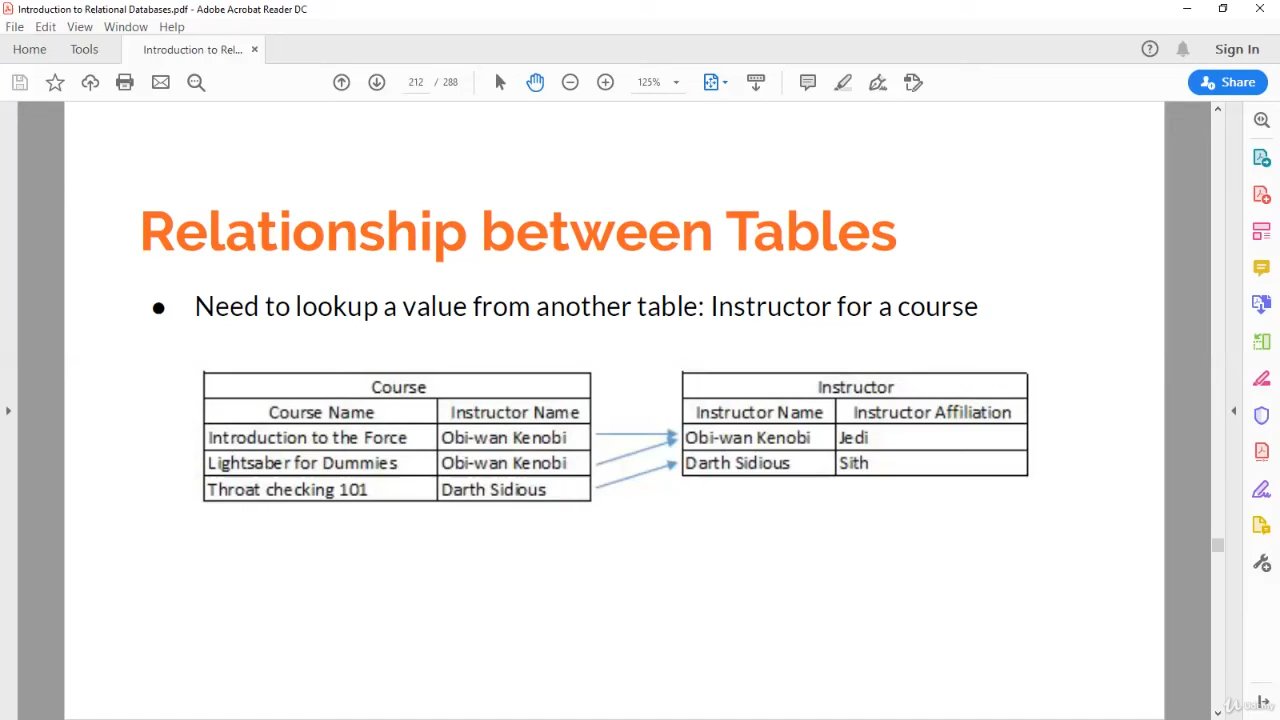 Introduction to Relational Databases.pdf - Adobe Acrobat Reader DC
File Edit View Window Help
Home Tools Introduction to Rel... × Sign In
212 / 288 125% Share
Relationship between Tables
● Need to lookup a value from another table: Instructor for a course
Course
Course Name Instructor Name
Introduction to the Force Obi-wan Kenobi
Lightsaber for Dummies Obi-wan Kenobi
Throat checking 101 Darth Sidious
Instructor
Instructor Name Instructor Affiliation
Obi-wan Kenobi Jedi
Darth Sidious Sith
Udemy